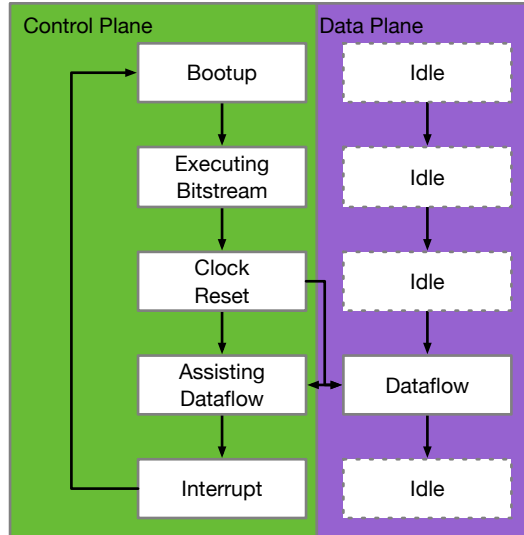 Control Plane
Data Plane
Bootup
Idle
Executing
Bitstream
Idle
Clock
Reset
Idle
Assisting
Dataflow
Dataflow
Interrupt
Idle